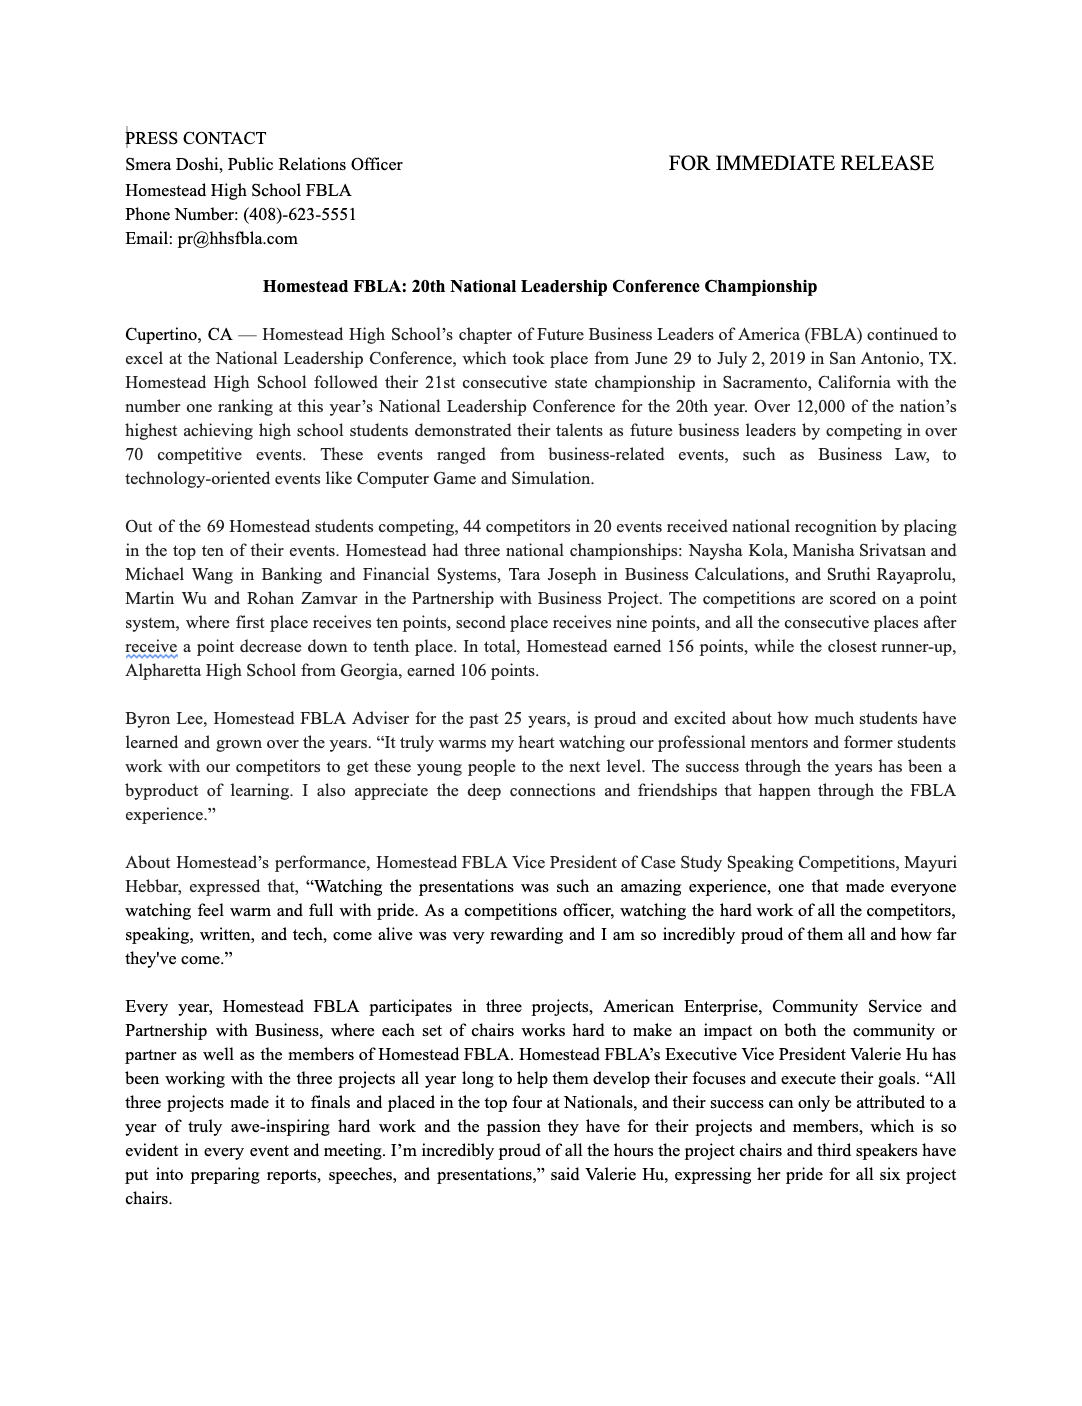 PRESS CONTACT
Smera Doshi, Public Relations Officer
FOR IMMEDIATE RELEASE
Homestead High School FBLA
Phone Number: (408)-623-5551
Email: pr@hhsfbla.com
Homestead FBLA: 20th National Leadership Conference Championship
Cupertino, CA — Homestead High School’s chapter of Future Business Leaders of America (FBLA) continued to
excel at the National Leadership Conference, which took place from June 29 to July 2, 2019 in San Antonio, TX.
Homestead High School followed their 21st consecutive state championship in Sacramento, California with the
number one ranking at this year’s National Leadership Conference for the 20th year. Over 12,000 of the nation’s
highest achieving high school students demonstrated their talents as future business leaders by competing in over
70 competitive events. These events ranged from business-related events, such as Business Law, to
technology-oriented events like Computer Game and Simulation.
Out of the 69 Homestead students competing, 44 competitors in 20 events received national recognition by placing
in the top ten of their events. Homestead had three national championships: Naysha Kola, Manisha Srivatsan and
Michael Wang in Banking and Financial Systems, Tara Joseph in Business Calculations, and Sruthi Rayaprolu,
Martin Wu and Rohan Zamvar in the Partnership with Business Project. The competitions are scored on a point
system, where first place receives ten points, second place receives nine points, and all the consecutive places after
receive a point decrease down to tenth place. In total, Homestead earned 156 points, while the closest runner-up,
Alpharetta High School from Georgia, earned 106 points.
Byron Lee, Homestead FBLA Adviser for the past 25 years, is proud and excited about how much students have
learned and grown over the years. “It truly warms my heart watching our professional mentors and former students
work with our competitors to get these young people to the next level. The success through the years has been a
byproduct of learning. I also appreciate the deep connections and friendships that happen through the FBLA
experience.”
About Homestead’s performance, Homestead FBLA Vice President of Case Study Speaking Competitions, Mayuri
Hebbar, expressed that, “Watching the presentations was such an amazing experience, one that made everyone
watching feel warm and full with pride. As a competitions officer, watching the hard work of all the competitors,
speaking, written, and tech, come alive was very rewarding and I am so incredibly proud of them all and how far
they've come.”
Every year, Homestead FBLA participates in three projects, American Enterprise, Community Service and
Partnership with Business, where each set of chairs works hard to make an impact on both the community or
partner as well as the members of Homestead FBLA. Homestead FBLA’s Executive Vice President Valerie Hu has
been working with the three projects all year long to help them develop their focuses and execute their goals. “All
three projects made it to finals and placed in the top four at Nationals, and their success can only be attributed to a
year of truly awe-inspiring hard work and the passion they have for their projects and members, which is so
evident in every event and meeting. I’m incredibly proud of all the hours the project chairs and third speakers have
put into preparing reports, speeches, and presentations,” said Valerie Hu, expressing her pride for all six project
chairs.